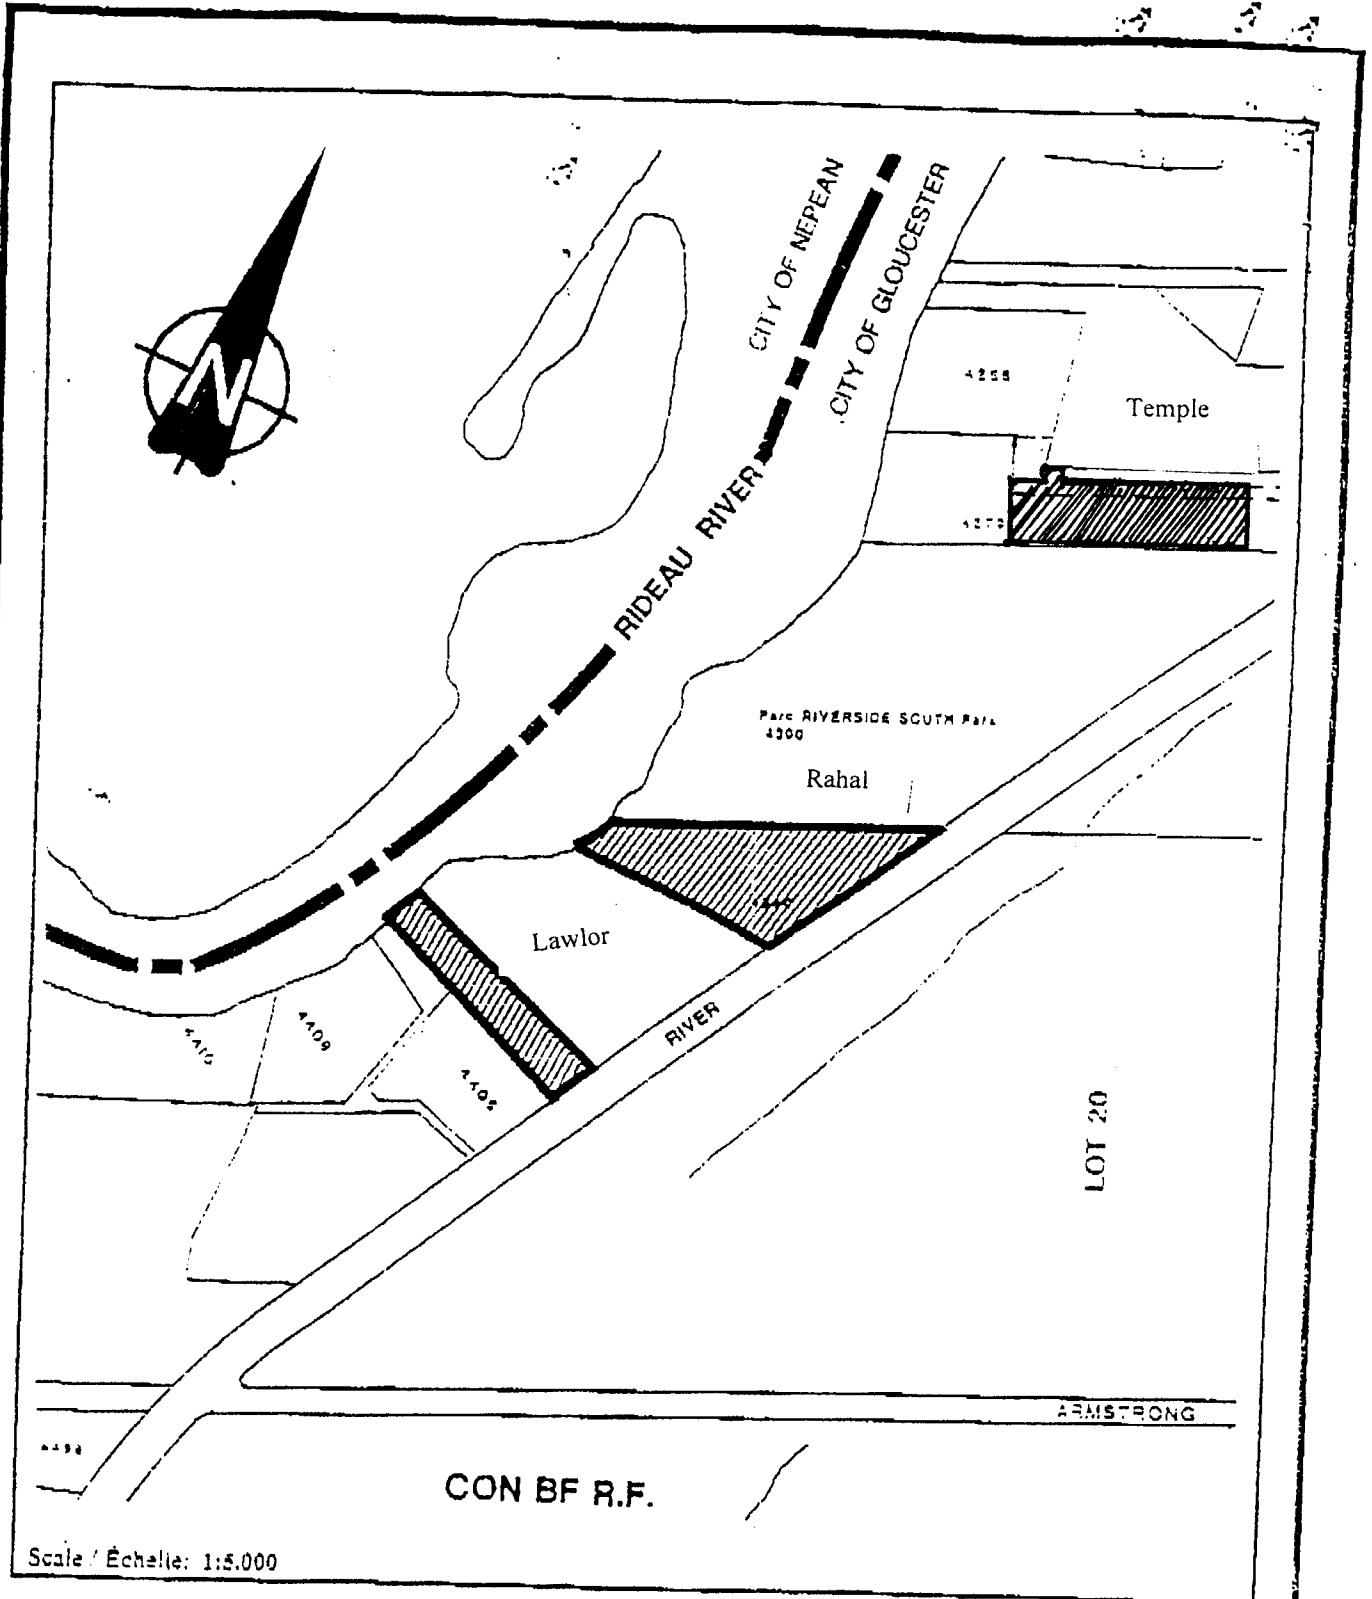 N
CITY OF NEPEAN
CITY OF GLOUCESTER
Temple
RIDEAU RIVER
Parc RIVERSIDE SOUTH Park
4300
Rahal
Lawlor
RIVER
4409
LOT 20
ARMSTRONG
CON BF R.F.
Scale / Échelle: 1:5.000